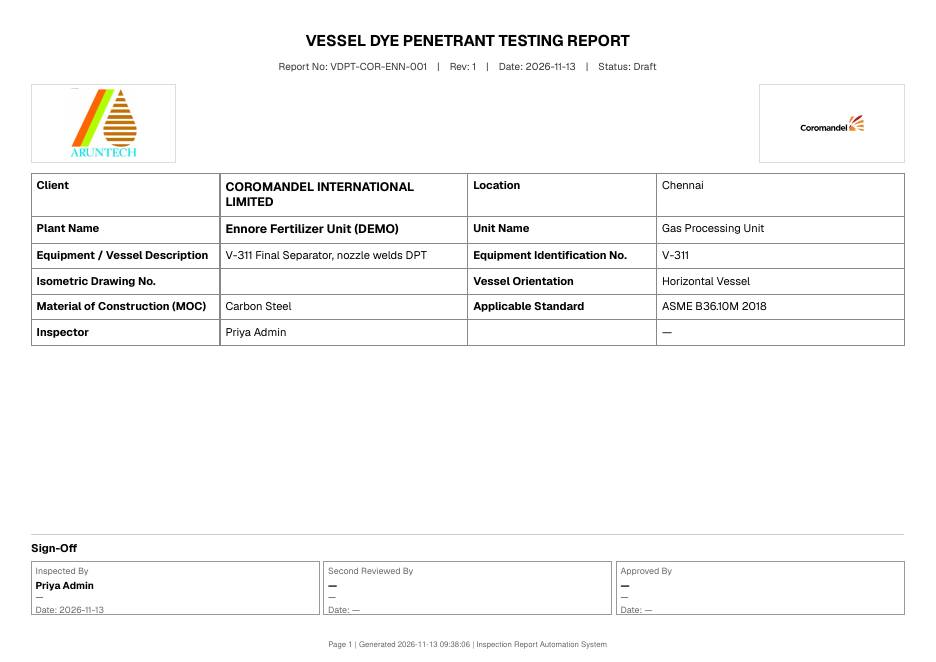 VESSEL DYE PENETRANT TESTING REPORT
Report No: VDPT-COR-ENN-001 | Rev: 1 | Date: 2026-11-13 | Status: Draft
ARUNTECH
Coromandel
Client COROMANDEL INTERNATIONAL LIMITED Location Chennai
Plant Name Ennore Fertilizer Unit (DEMO) Unit Name Gas Processing Unit
Equipment / Vessel Description V-311 Final Separator, nozzle welds DPT Equipment Identification No. V-311
Isometric Drawing No. Vessel Orientation Horizontal Vessel
Material of Construction (MOC) Carbon Steel Applicable Standard ASME B36.10M 2018
Inspector Priya Admin —
Sign-Off
Inspected By Second Reviewed By Approved By
Priya Admin — —
— — —
Date: 2026-11-13 Date: — Date: —
Page 1 | Generated 2026-11-13 09:38:06 | Inspection Report Automation System